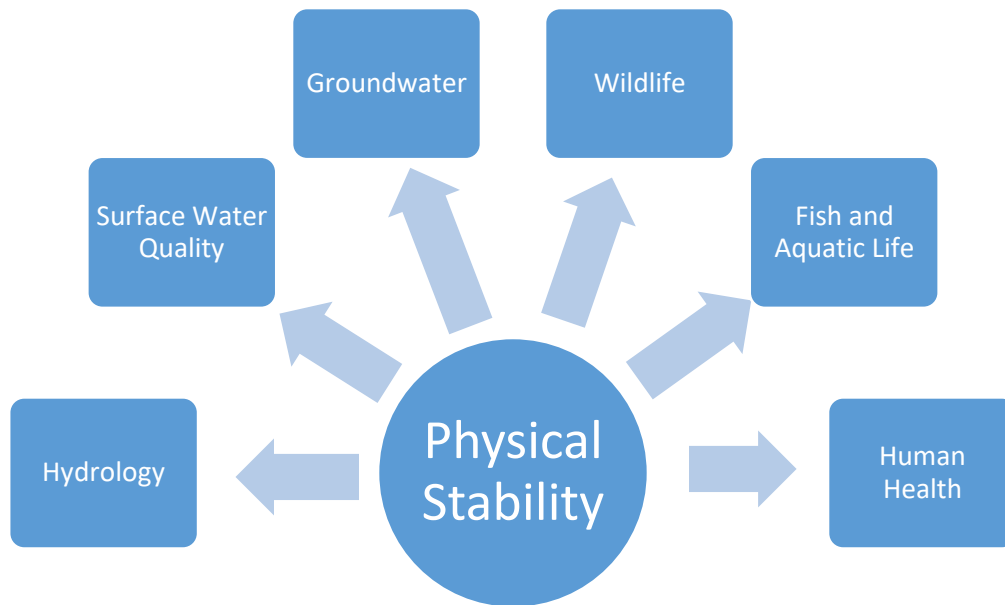 Groundwater
Wildlife
Surface Water
Quality
Fish and
Aquatic Life
Hydrology
Physical
Stability
Human
Health